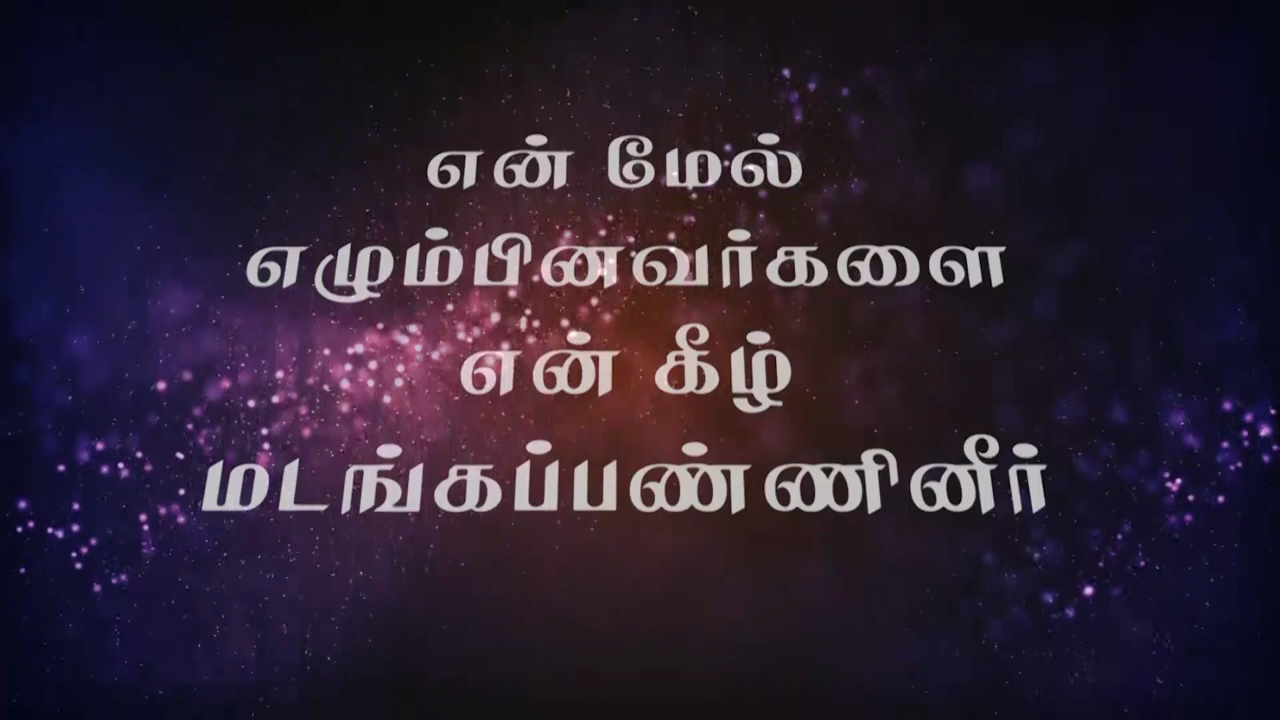 என் மேல்
எழும்பினவர்களை
என் கீழ்
மடங்கப்பண்ணினீர்